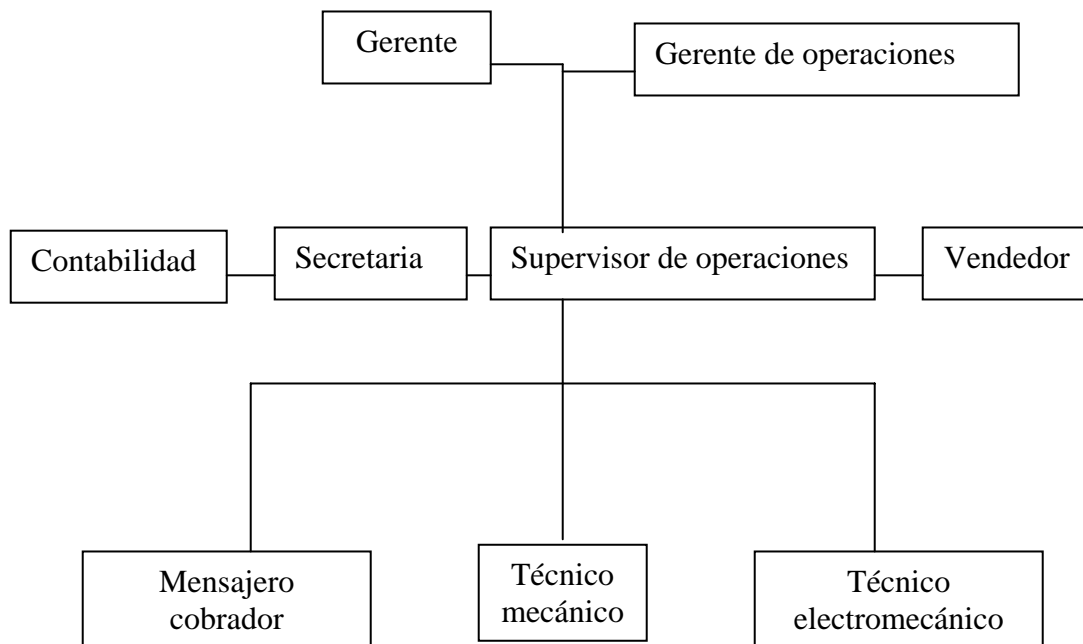 Gerente
Gerente de operaciones
Contabilidad
Secretaria
Supervisor de operaciones
Vendedor
Mensajero
cobrador
Técnico
mecánico
Técnico
electromecánico